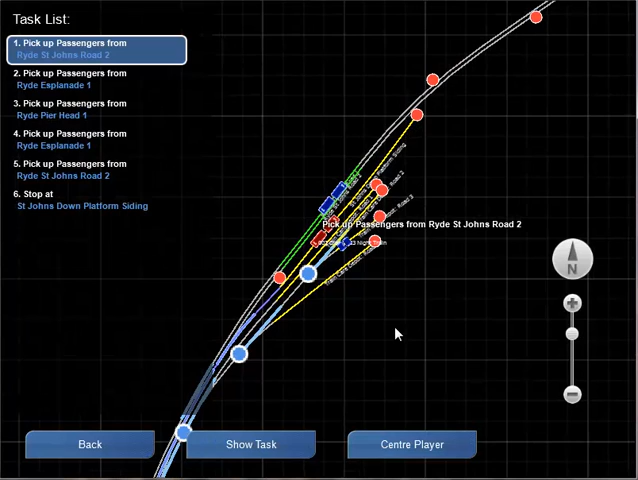 Task List:
1. Pick up Passengers from
Ryde St Johns Road 2
2. Pick up Passengers from
Ryde Esplanade 1
3. Pick up Passengers from
Ryde Pier Head 1
4. Pick up Passengers from
Ryde Esplanade 1
5. Pick up Passengers from
Ryde St Johns Road 2
6. Stop at
St Johns Down Platform Siding
Pick up Passengers from Ryde St Johns Road 2
N
Back
Show Task
Centre Player